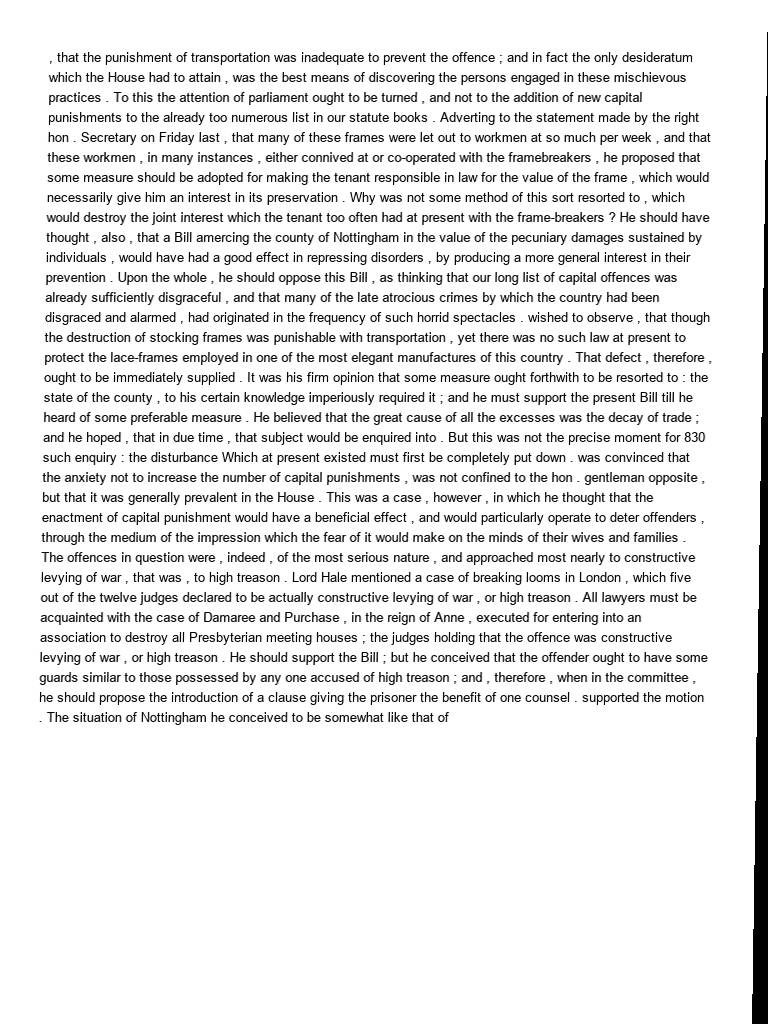 , that the punishment of transportation was inadequate to prevent the offence ; and in fact the only desideratum
which the House had to attain , was the best means of discovering the persons engaged in these mischievous
practices . To this the attention of parliament ought to be turned , and not to the addition of new capital
punishments to the already too numerous list in our statute books . Adverting to the statement made by the right
hon . Secretary on Friday last , that many of these frames were let out to workmen at so much per week , and that
these workmen , in many instances , either connived at or co-operated with the framebreakers , he proposed that
some measure should be adopted for making the tenant responsible in law for the value of the frame , which would
necessarily give him an interest in its preservation . Why was not some method of this sort resorted to , which
would destroy the joint interest which the tenant too often had at present with the frame-breakers ? He should have
thought , also , that a Bill amercing the county of Nottingham in the value of the pecuniary damages sustained by
individuals , would have had a good effect in repressing disorders , by producing a more general interest in their
prevention . Upon the whole , he should oppose this Bill , as thinking that our long list of capital offences was
already sufficiently disgraceful , and that many of the late atrocious crimes by which the country had been
disgraced and alarmed , had originated in the frequency of such horrid spectacles . wished to observe , that though
the destruction of stocking frames was punishable with transportation , yet there was no such law at present to
protect the lace-frames employed in one of the most elegant manufactures of this country . That defect , therefore ,
ought to be immediately supplied . It was his firm opinion that some measure ought forthwith to be resorted to : the
state of the county , to his certain knowledge imperiously required it ; and he must support the present Bill till he
heard of some preferable measure . He believed that the great cause of all the excesses was the decay of trade ;
and he hoped , that in due time , that subject would be enquired into . But this was not the precise moment for 830
such enquiry : the disturbance Which at present existed must first be completely put down . was convinced that
the anxiety not to increase the number of capital punishments , was not confined to the hon . gentleman opposite ,
but that it was generally prevalent in the House . This was a case , however , in which he thought that the
enactment of capital punishment would have a beneficial effect , and would particularly operate to deter offenders ,
through the medium of the impression which the fear of it would make on the minds of their wives and families .
The offences in question were , indeed , of the most serious nature , and approached most nearly to constructive
levying of war , that was , to high treason . Lord Hale mentioned a case of breaking looms in London , which five
out of the twelve judges declared to be actually constructive levying of war , or high treason . All lawyers must be
acquainted with the case of Damaree and Purchase , in the reign of Anne , executed for entering into an
association to destroy all Presbyterian meeting houses ; the judges holding that the offence was constructive
levying of war , or high treason . He should support the Bill ; but he conceived that the offender ought to have some
guards similar to those possessed by any one accused of high treason ; and , therefore , when in the committee ,
he should propose the introduction of a clause giving the prisoner the benefit of one counsel . supported the motion
. The situation of Nottingham he conceived to be somewhat like that of